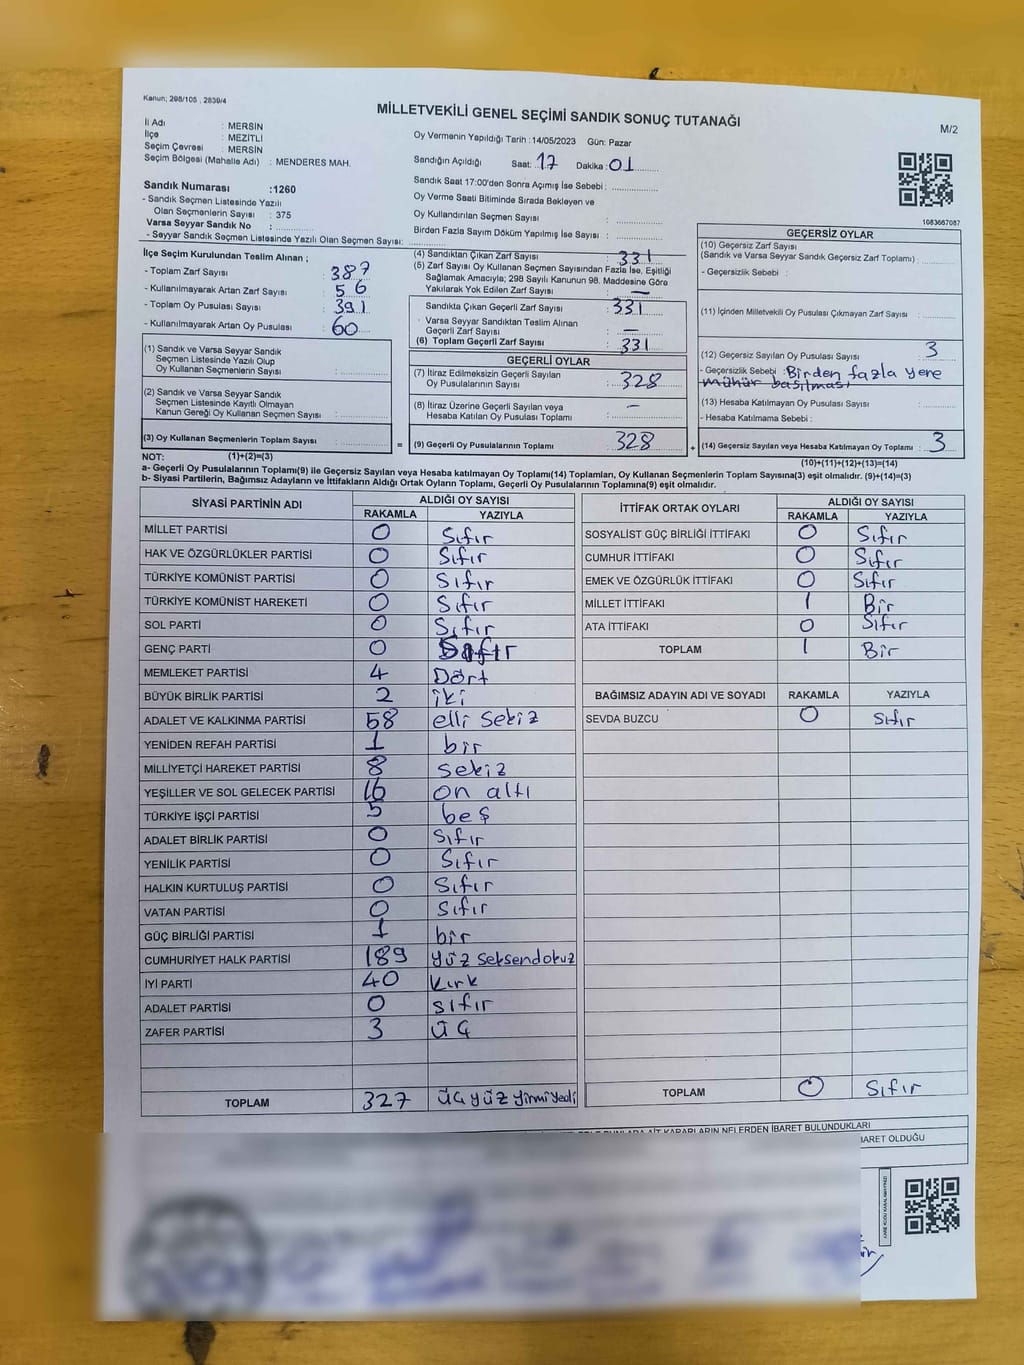 Kanun; 298/105 , 2839/4
MİLLETVEKİLİ GENEL SEÇİMİ SANDIK SONUÇ TUTANAĞI
M/2
İl Adı : MERSİN
İlçe : MEZİTLİ
Seçim Çevresi : MERSİN
Seçim Bölgesi (Mahalle Adı) : MENDERES MAH.
Oy Vermenin Yapıldığı Tarih : 14/05/2023 Gün: Pazar
Sandığın Açıldığı Saat: 17 Dakika : 01
Sandık Saat 17:00'den Sonra Açımış İse Sebebi :
Oy Verme Saati Bitiminde Sırada Bekleyen ve
Oy Kullandırılan Seçmen Sayısı :
Birden Fazla Sayım Döküm Yapılmış İse Sayısı :
Sandık Numarası :1260
- Sandık Seçmen Listesinde Yazılı
Olan Seçmenlerin Sayısı : 375
Varsa Seyyar Sandık No :
- Seyyar Sandık Seçmen Listesinde Yazılı Olan Seçmen Sayısı:
1083667087
İlçe Seçim Kurulundan Teslim Alınan ;
- Toplam Zarf Sayısı : 387
- Kullanılmayarak Artan Zarf Sayısı : 56
- Toplam Oy Pusulası Sayısı : 391
- Kullanılmayarak Artan Oy Pusulası : 60
(1) Sandık ve Varsa Seyyar Sandık
Seçmen Listesinde Yazılı Olup
Oy Kullanan Seçmenlerin Sayısı :
(2) Sandık ve Varsa Seyyar Sandık
Seçmen Listesinde Kayıtlı Olmayan
Kanun Gereği Oy Kullanan Seçmen Sayısı :
(3) Oy Kullanan Seçmenlerin Toplam Sayısı :
(4) Sandıktan Çıkan Zarf Sayısı : 331
(5) Zarf Sayısı Oy Kullanan Seçmen Sayısından Fazla İse, Eşitliği
Sağlamak Amacıyla; 298 Sayılı Kanunun 98. Maddesine Göre
Yakılarak Yok Edilen Zarf Sayısı : —
Sandıkta Çıkan Geçerli Zarf Sayısı : 331
Varsa Seyyar Sandıktan Teslim Alınan
Geçerli Zarf Sayısı : —
(6) Toplam Geçerli Zarf Sayısı : 331
GEÇERLİ OYLAR
(7) İtiraz Edilmeksizin Geçerli Sayılan
Oy Pusulalarının Sayısı : 328
(8) İtiraz Üzerine Geçerli Sayılan veya
Hesaba Katılan Oy Pusulası Toplamı : —
= (9) Geçerli Oy Pusulalarının Toplamı : 328 +
GEÇERSİZ OYLAR
(10) Geçersiz Zarf Sayısı
(Sandık ve Varsa Seyyar Sandık Geçersiz Zarf Toplamı) :
- Geçersizlik Sebebi :
(11) İçinden Milletvekili Oy Pusulası Çıkmayan Zarf Sayısı :
(12) Geçersiz Sayılan Oy Pusulası Sayısı : 3
- Geçersizlik Sebebi : Birden fazla yere
mühür basılması
(13) Hesaba Katılmayan Oy Pusulası Sayısı :
- Hesaba Katılmama Sebebi :
(14) Geçersiz Sayılan veya Hesaba Katılmayan Oy Toplamı : 3
NOT: (1)+(2)=(3)
(10)+(11)+(12)+(13)=(14)
a- Geçerli Oy Pusulalarının Toplamı(9) ile Geçersiz Sayılan veya Hesaba katılmayan Oy Toplamı(14) Toplamları, Oy Kullanan Seçmenlerin Toplam Sayısına(3) eşit olmalıdır. (9)+(14)=(3)
b- Siyasi Partilerin, Bağımsız Adayların ve İttifakların Aldığı Ortak Oyların Toplamı, Geçerli Oy Pusulalarının Toplamına(9) eşit olmalıdır.
SİYASİ PARTİNİN ADI ALDIĞI OY SAYISI
RAKAMLA YAZIYLA
MİLLET PARTİSİ 0 Sıfır
HAK VE ÖZGÜRLÜKLER PARTİSİ 0 Sıfır
TÜRKİYE KOMÜNİST PARTİSİ 0 Sıfır
TÜRKİYE KOMÜNİST HAREKETİ 0 Sıfır
SOL PARTİ 0 Sıfır
GENÇ PARTİ 0 Sıfır
MEMLEKET PARTİSİ 4 Dört
BÜYÜK BİRLİK PARTİSİ 2 iki
ADALET VE KALKINMA PARTİSİ 58 elli sekiz
YENİDEN REFAH PARTİSİ 1 bir
MİLLİYETÇİ HAREKET PARTİSİ 8 sekiz
YEŞİLLER VE SOL GELECEK PARTİSİ 16 on altı
TÜRKİYE İŞÇİ PARTİSİ 5 beş
ADALET BİRLİK PARTİSİ 0 Sıfır
YENİLİK PARTİSİ 0 Sıfır
HALKIN KURTULUŞ PARTİSİ 0 Sıfır
VATAN PARTİSİ 0 Sıfır
GÜÇ BİRLİĞİ PARTİSİ 1 bir
CUMHURİYET HALK PARTİSİ 189 yüz seksendokuz
İYİ PARTİ 40 kırk
ADALET PARTİSİ 0 sıfır
ZAFER PARTİSİ 3 üç
TOPLAM 327 üçyüz yirmiyedi
İTTİFAK ORTAK OYLARI ALDIĞI OY SAYISI
RAKAMLA YAZIYLA
SOSYALİST GÜÇ BİRLİĞİ İTTİFAKI 0 Sıfır
CUMHUR İTTİFAKI 0 Sıfır
EMEK VE ÖZGÜRLÜK İTTİFAKI 0 Sıfır
MİLLET İTTİFAKI 1 Bir
ATA İTTİFAKI 0 Sıfır
TOPLAM 1 Bir
BAĞIMSIZ ADAYIN ADI VE SOYADI RAKAMLA YAZIYLA
SEVDA BUZCU 0 Sıfır
TOPLAM 0 Sıfır
KARARLARIN NELERDEN İBARET BULUNDUKLARI
İBARET OLDUĞU